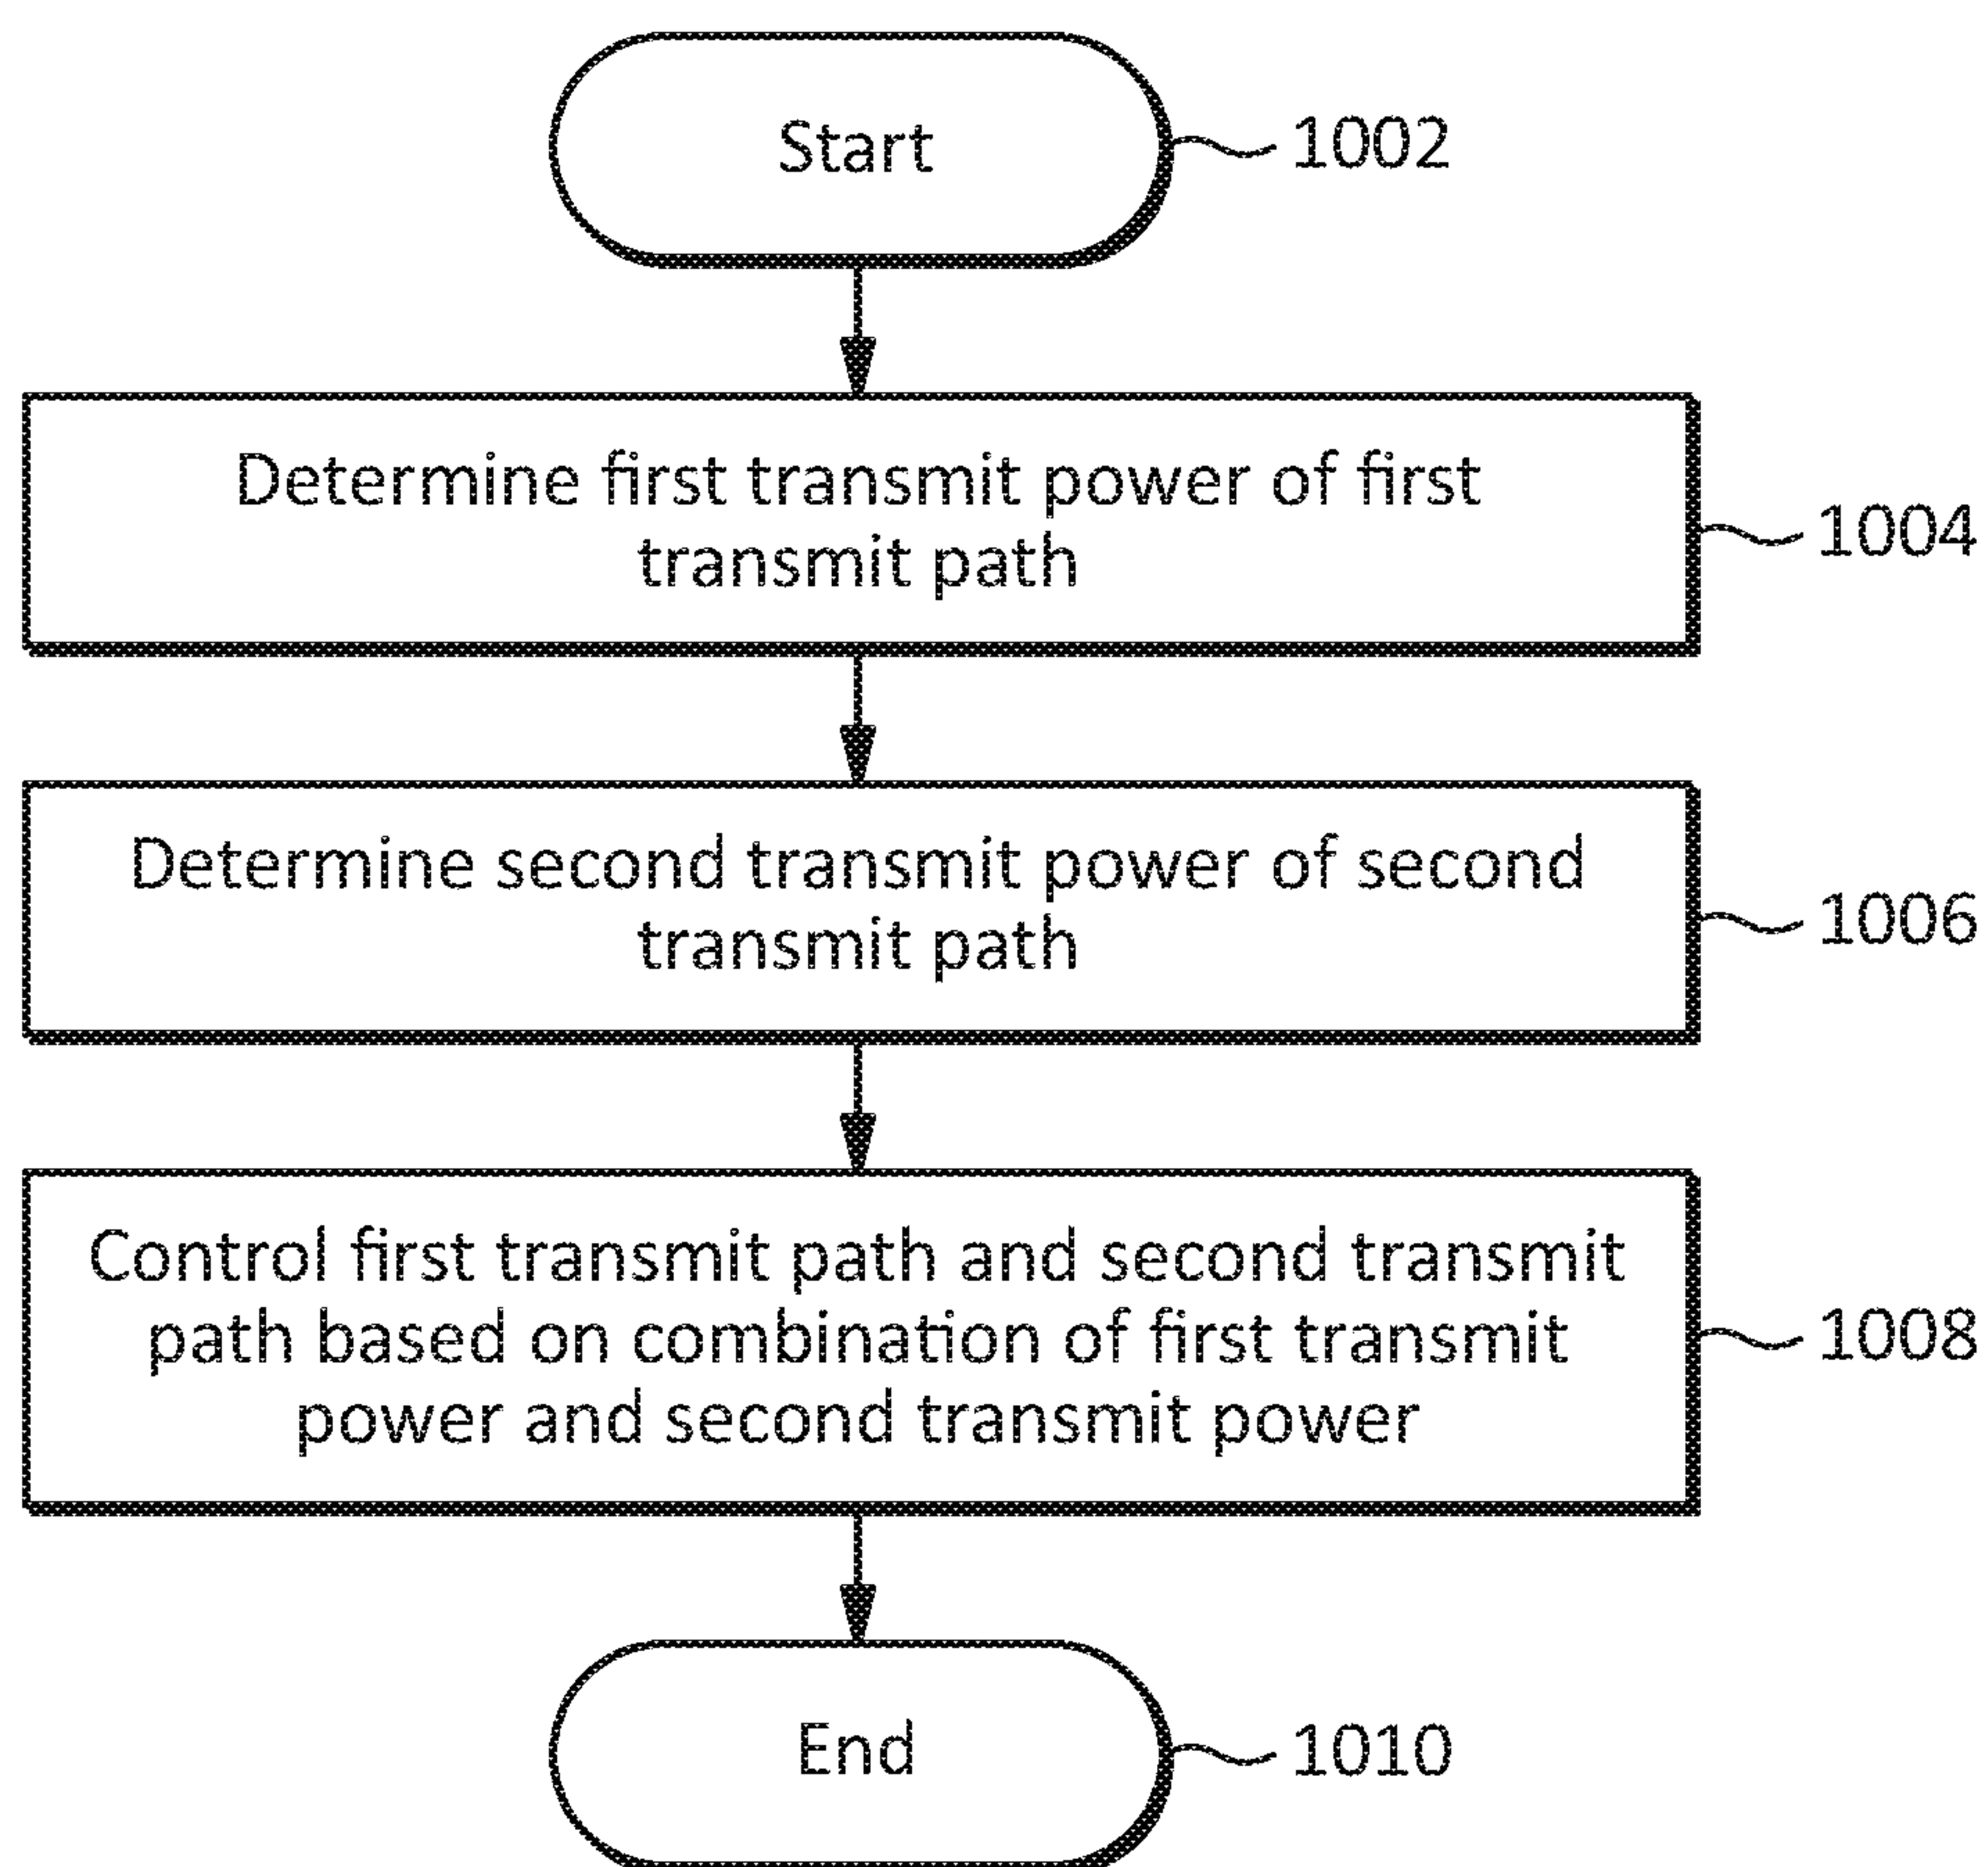 Start
1002
Determine first transmit power of first
transmit path
1004
Determine second transmit power of second
transmit path
1006
Control first transmit path and second transmit
path based on combination of first transmit
power and second transmit power
1008
End
1010